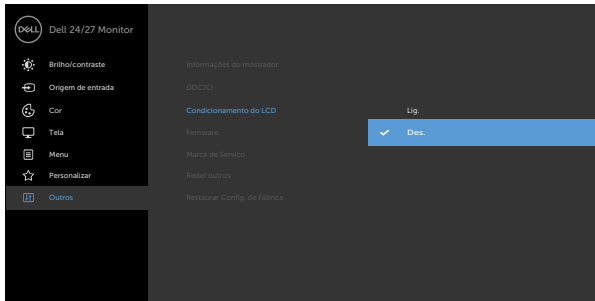 DELL Dell 24/27 Monitor
Brilho/contraste
Origem de entrada
Cor
Tela
Menu
Personalizar
Outros
Informações do mostrador
DDC/CI
Condicionamento do LCD
Firmware
Marca de Serviço
Redef outros
Restaurar Config. da Fábrica
Lig.
Des.